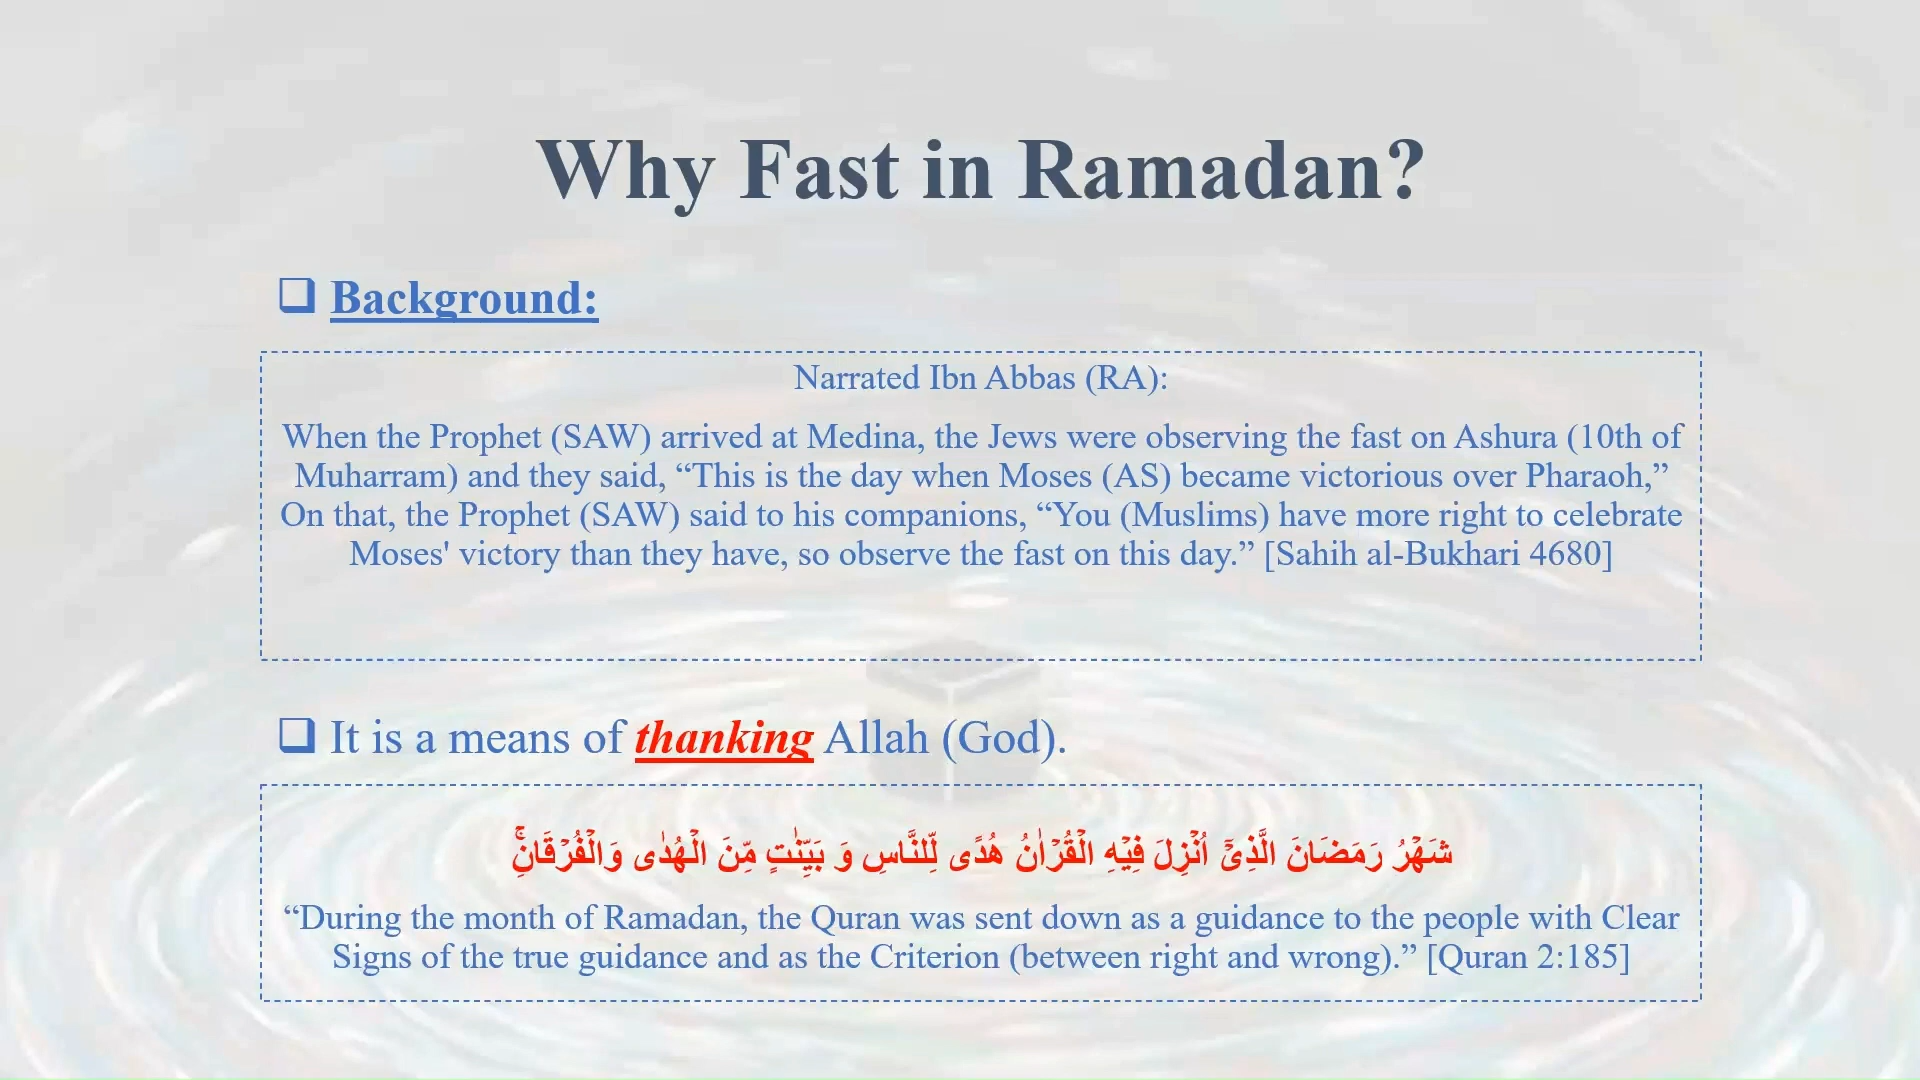 Why Fast in Ramadan?
Background:
Narrated Ibn Abbas (RA):
When the Prophet (SAW) arrived at Medina, the Jews were observing the fast on Ashura (10th of
Muharram) and they said, “This is the day when Moses (AS) became victorious over Pharaoh,”
On that, the Prophet (SAW) said to his companions, “You (Muslims) have more right to celebrate
Moses' victory than they have, so observe the fast on this day.” [Sahih al-Bukhari 4680]
It is a means of thanking Allah (God).
شَهۡرُ رَمَضَانَ الَّذِىۡٓ اُنۡزِلَ فِيۡهِ الۡقُرۡاٰنُ هُدًى لِّلنَّاسِ وَ بَيِّنٰتٍ مِّنَ الۡهُدٰى وَالۡفُرۡقَانِۚ
“During the month of Ramadan, the Quran was sent down as a guidance to the people with Clear
Signs of the true guidance and as the Criterion (between right and wrong).” [Quran 2:185]